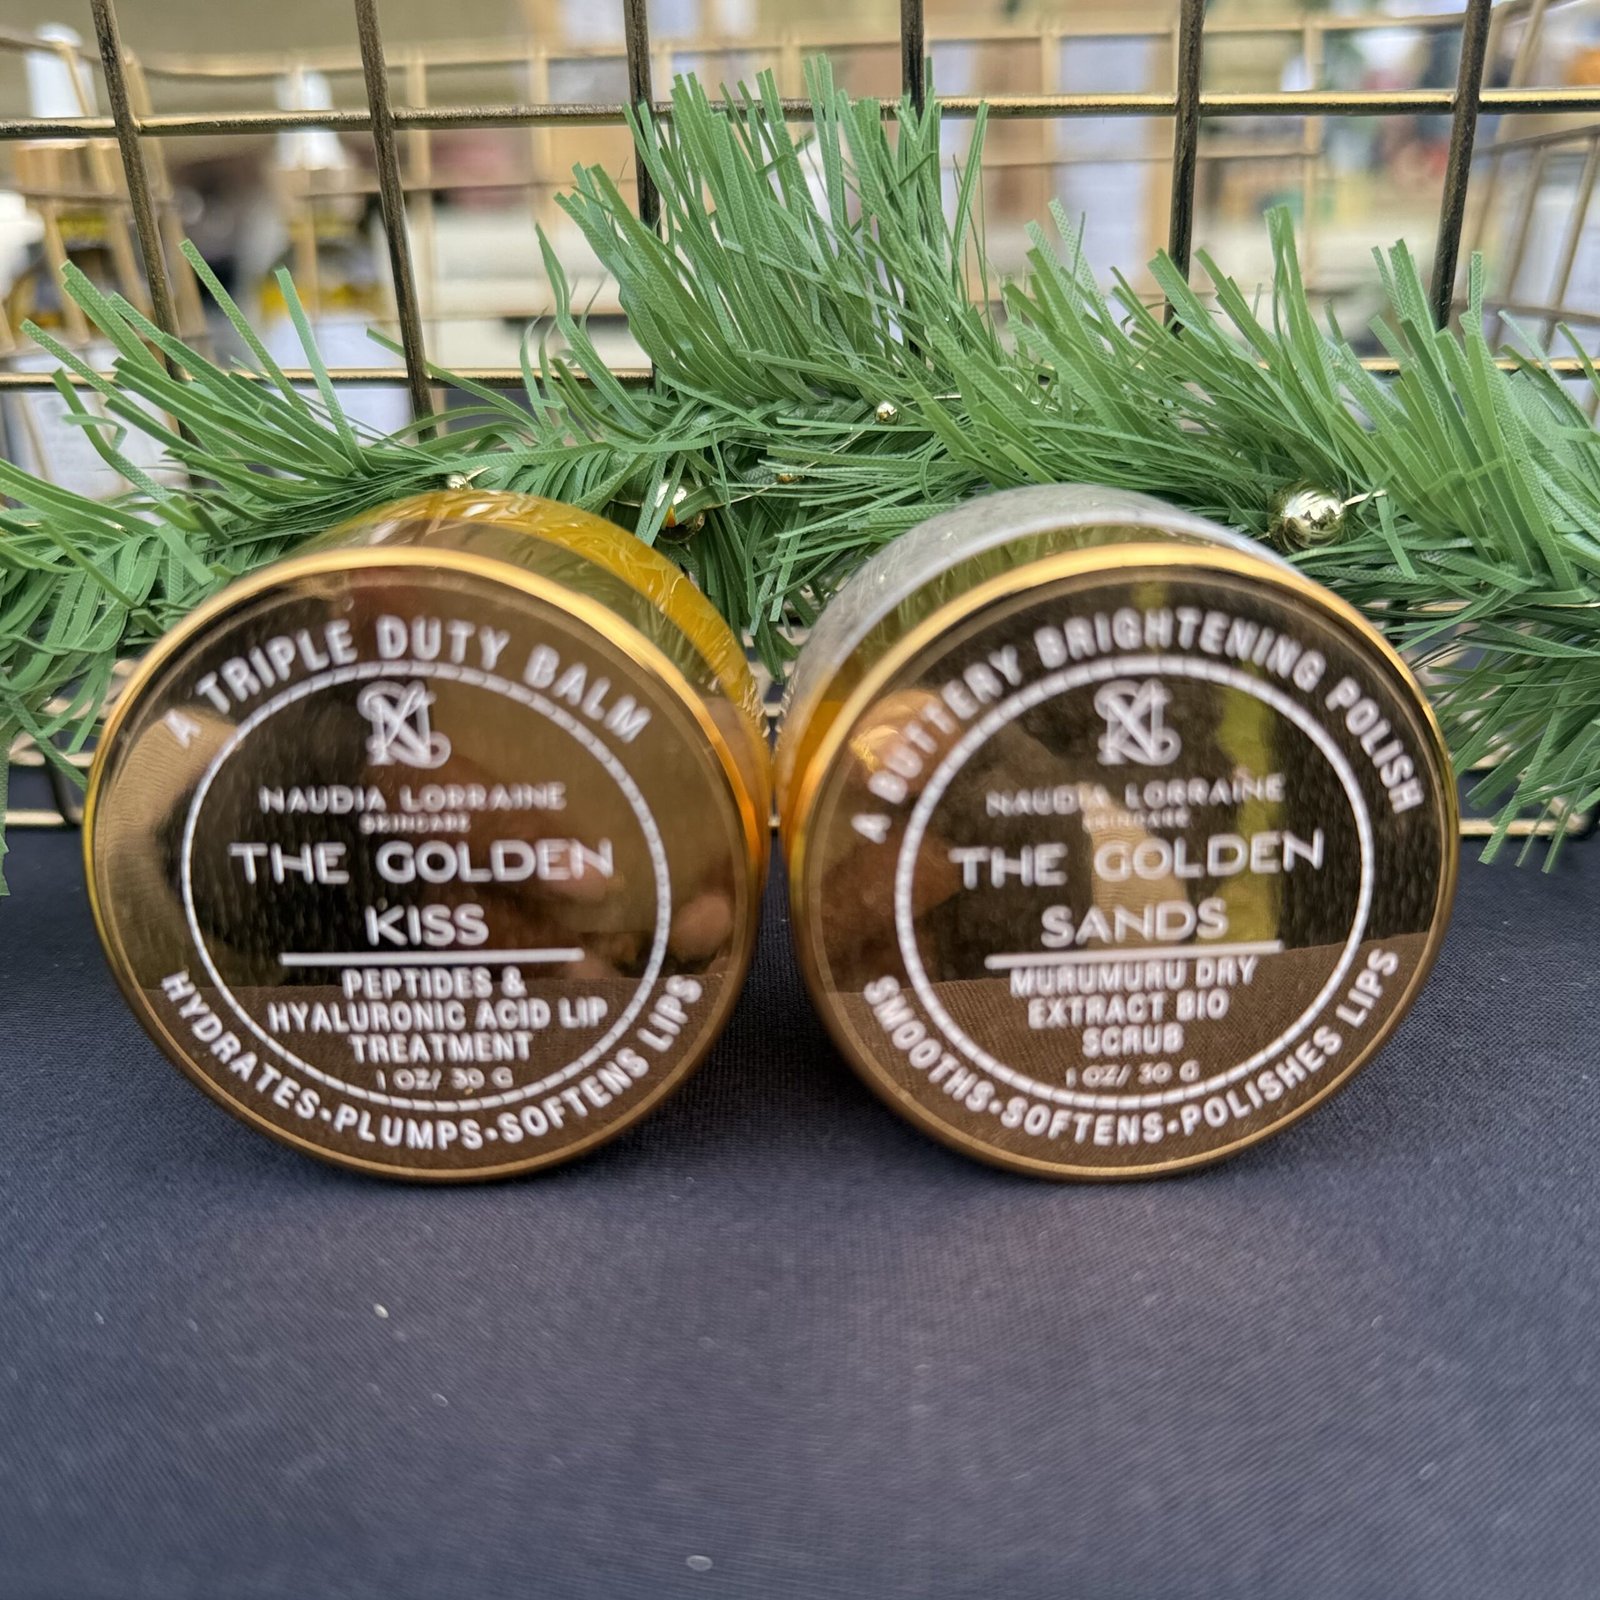 A TRIPLE DUTY BALM
NAUDIA LORRAINE
SKINCARE
THE GOLDEN
KISS
PEPTIDES &
HYALURONIC ACID LIP
TREATMENT
1 OZ/ 30 G
HYDRATES•PLUMPS•SOFTENS LIPS
A BUTTERY BRIGHTENING POLISH
NAUDIA LORRAINE
SKINCARE
THE GOLDEN
SANDS
MURUMURU DRY
EXTRACT BIO
SCRUB
1 OZ/ 30 G
SMOOTHS•SOFTENS•POLISHES LIPS